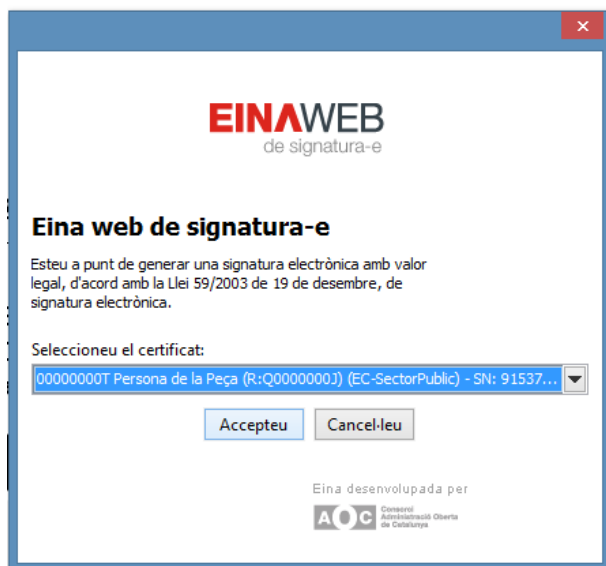 EINAWEB
de signatura-e
Eina web de signatura-e
Esteu a punt de generar una signatura electrònica amb valor
legal, d'acord amb la Llei 59/2003 de 19 de desembre, de
signatura electrònica.
Seleccioneu el certificat:
00000000T Persona de la Peça (R:Q0000000J) (EC-SectorPublic) - SN: 91537...
Accepteu Cancel·leu
Eina desenvolupada per
AOC
Consorci
Administració Oberta
de Catalunya